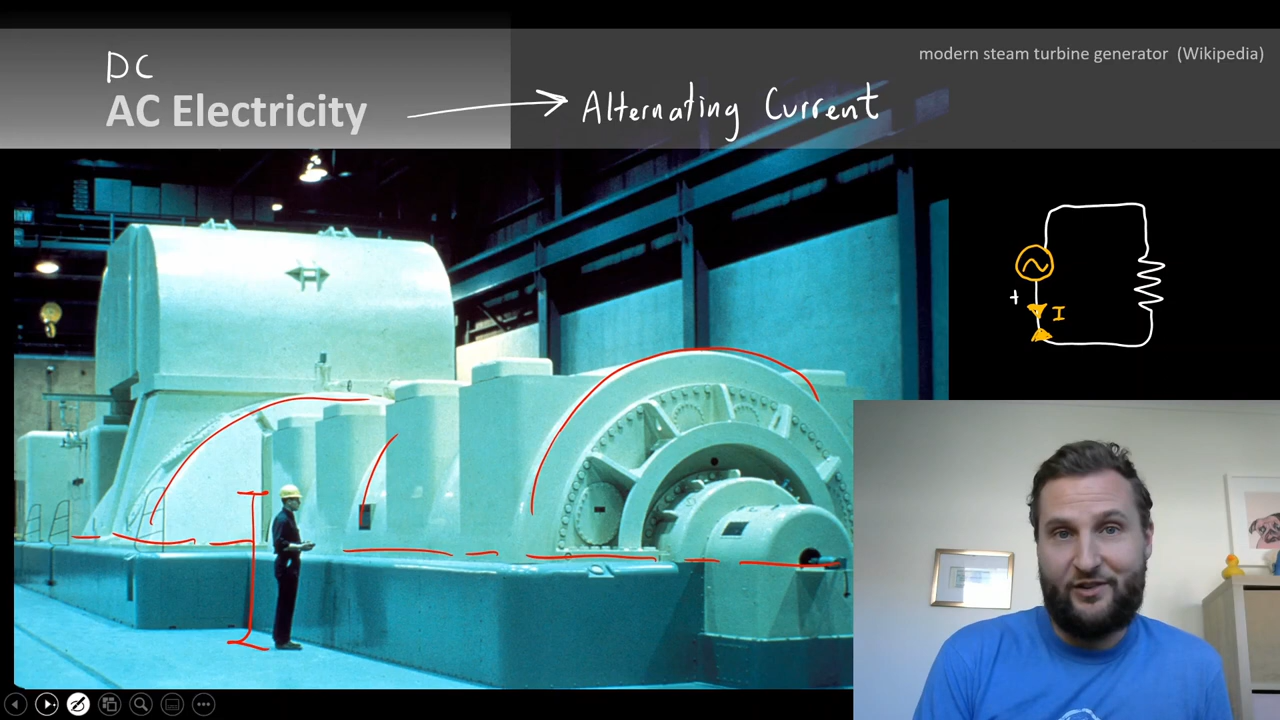 modern steam turbine generator (Wikipedia)
DC
AC Electricity
Alternating Current
+
I